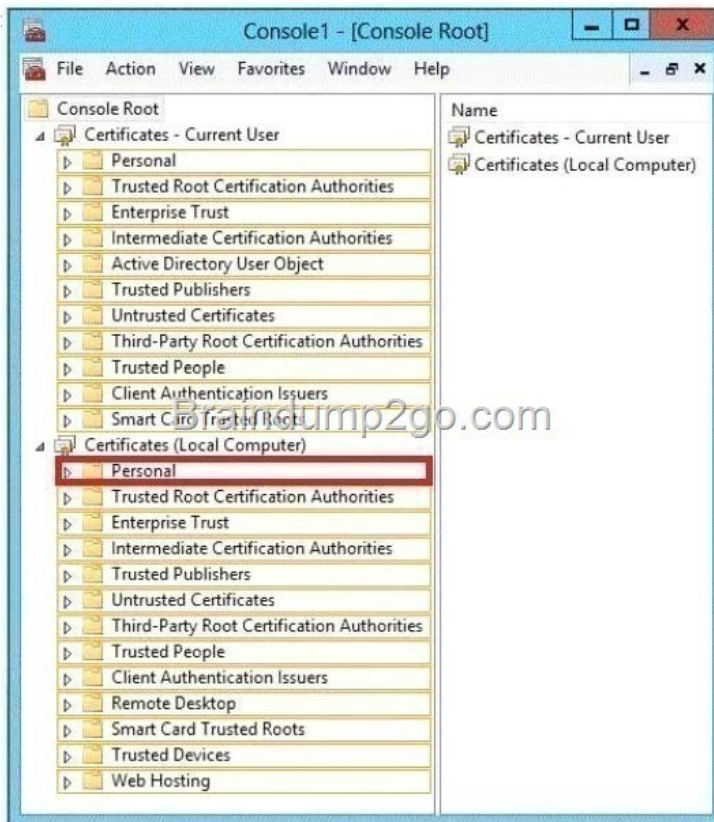 Console1 - [Console Root]
File Action View Favorites Window Help
Console Root
Certificates - Current User
Personal
Trusted Root Certification Authorities
Enterprise Trust
Intermediate Certification Authorities
Active Directory User Object
Trusted Publishers
Untrusted Certificates
Third-Party Root Certification Authorities
Trusted People
Client Authentication Issuers
Smart Card Trusted Roots
Certificates (Local Computer)
Personal
Trusted Root Certification Authorities
Enterprise Trust
Intermediate Certification Authorities
Trusted Publishers
Untrusted Certificates
Third-Party Root Certification Authorities
Trusted People
Client Authentication Issuers
Remote Desktop
Smart Card Trusted Roots
Trusted Devices
Web Hosting
Name
Certificates - Current User
Certificates (Local Computer)
Braindump2go.com